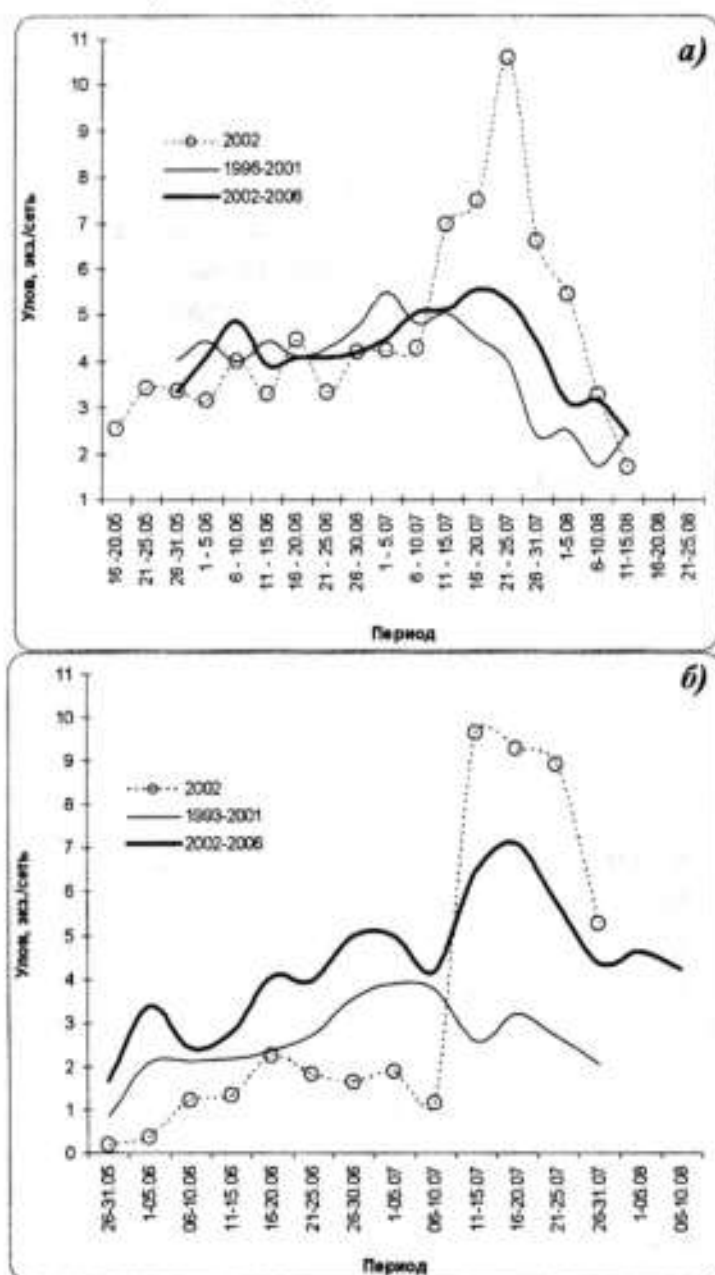 а)
11
10
9
8
7
6
5
4
3
2
1
Улов, экз./сеть
2002
1996-2001
2002-2006
16 -20.05
21 -25.05
26 -31.05
1 - 5.06
6 - 10.06
11 - 15.06
16 - 20.06
21 - 25.06
26 - 30.06
1 - 5.07
6 - 10.07
11 - 15.07
16 - 20.07
21 - 25.07
26 - 31.07
1-5.08
6-10.08
11-15.08
16-20.08
21-25.08
Период
б)
11
10
9
8
7
6
5
4
3
2
1
0
Улов, экз./сеть
2002
1993-2001
2002-2006
26-31.05
1-05.06
06-10.06
11-15.06
16-20.06
21-25.06
26-30.06
1-05.07
06-10.07
11-15.07
16-20.07
21-25.07
26-31.07
1-05.08
06-10.08
Период